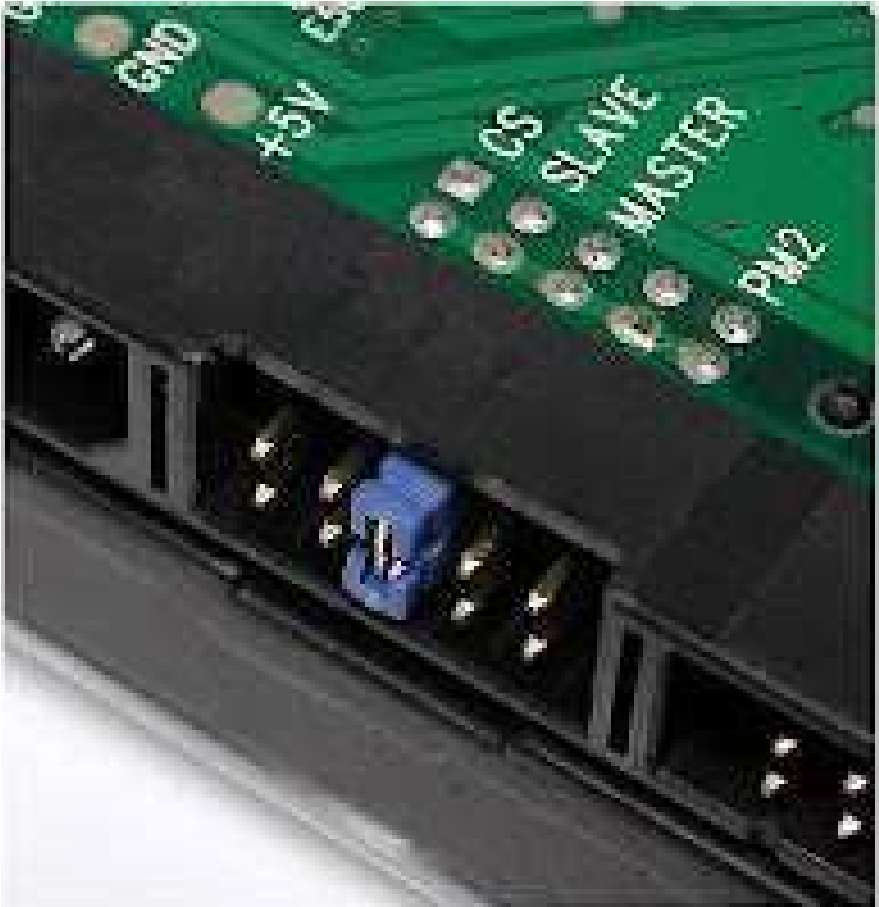 GND
+5V
CS
SLAVE
MASTER
PM2